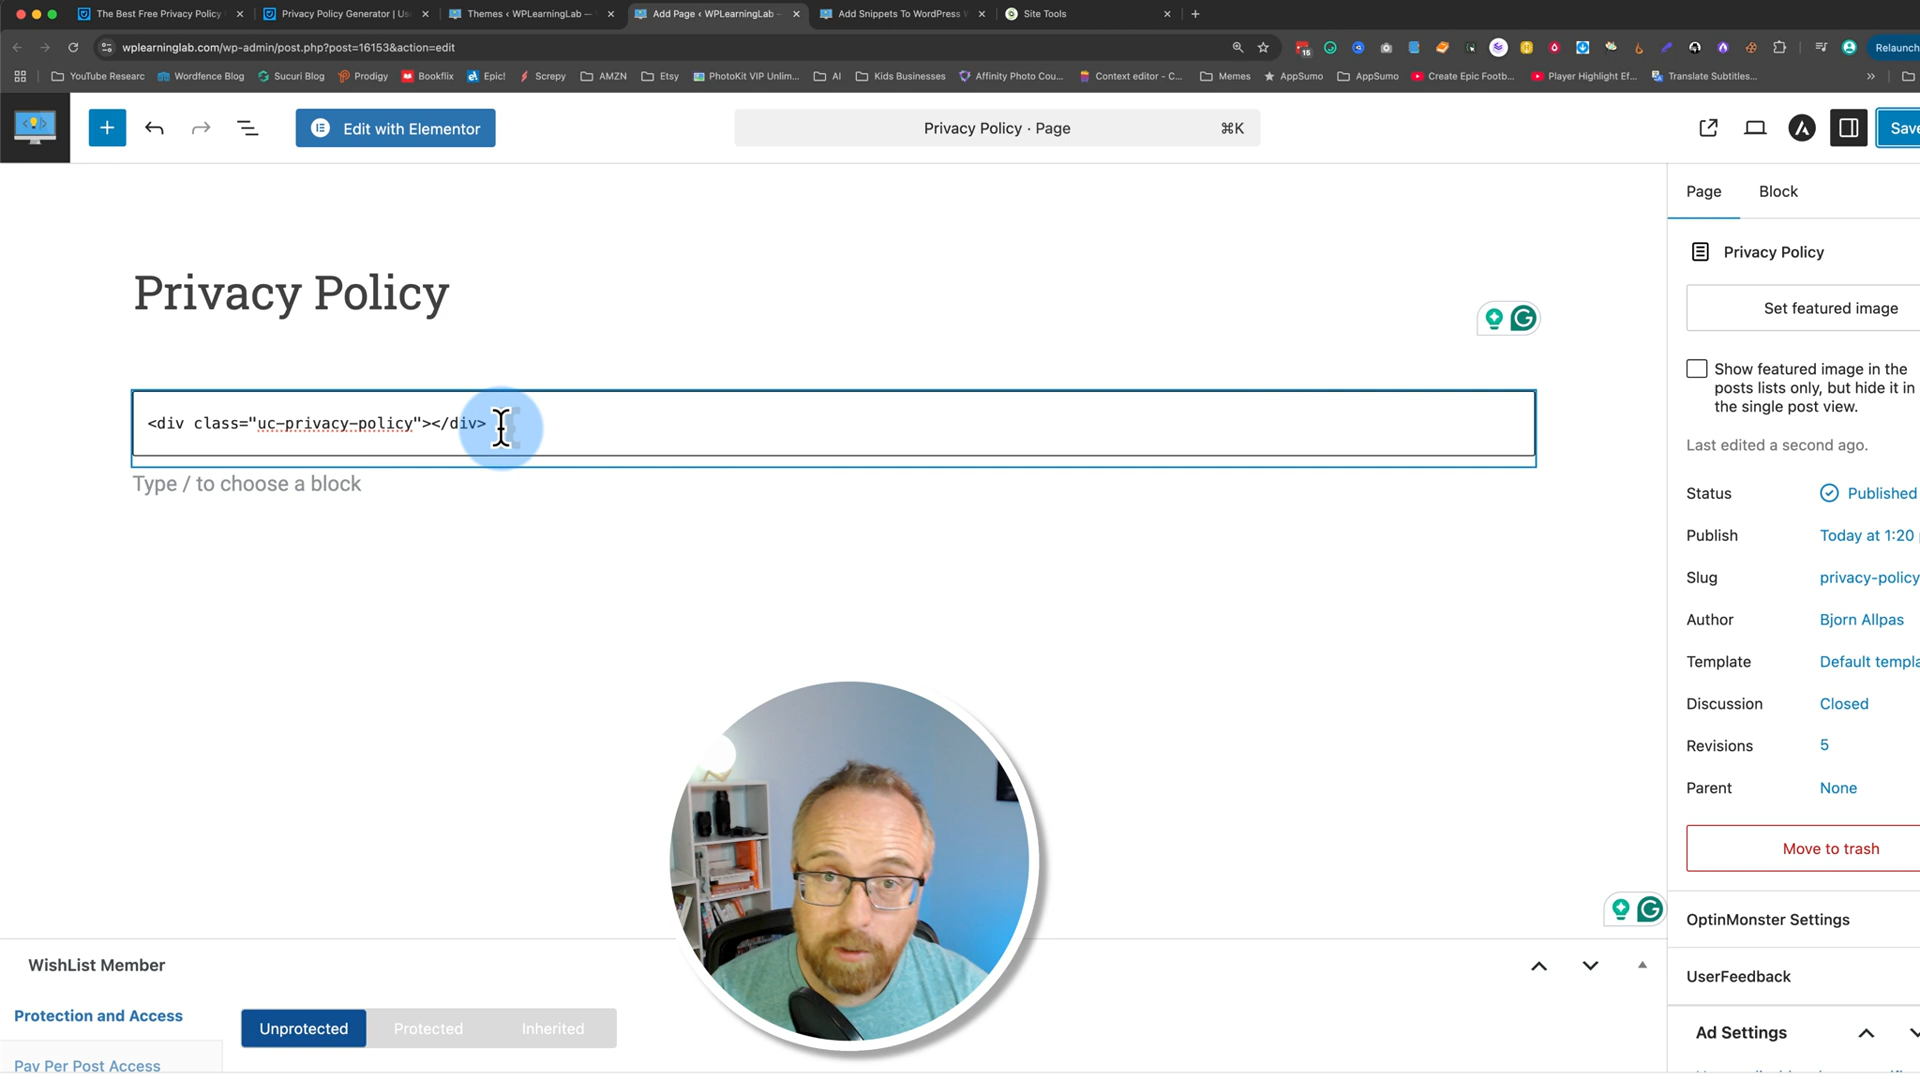 The Best Free Privacy Policy
Privacy Policy Generator | Us
Themes ‹ WPLearningLab —
Add Page ‹ WPLearningLab –
Add Snippets To WordPress
Site Tools
wplearninglab.com/wp-admin/post.php?post=16153&action=edit
15
Relaunch
YouTube Researc
Wordfence Blog
Sucuri Blog
Prodigy
Bookflix
Epic!
Screpy
AMZN
Etsy
PhotoKit VIP Unlim...
AI
Kids Businesses
Affinity Photo Cou...
Context editor - C...
Memes
AppSumo
AppSumo
Create Epic Footb...
Player Highlight Ef...
Translate Subtitles...
Edit with Elementor
Privacy Policy · Page
⌘K
Save
Page
Block
Privacy Policy
Privacy Policy
Set featured image
Show featured image in the
posts lists only, but hide it in
the single post view.
<div class="uc-privacy-policy"></div>
Last edited a second ago.
Type / to choose a block
Status
Published
Publish
Today at 1:20
Slug
privacy-policy
Author
Bjorn Allpas
Template
Default templa
Discussion
Closed
Revisions
5
Parent
None
Move to trash
OptinMonster Settings
WishList Member
UserFeedback
Protection and Access
Unprotected
Protected
Inherited
Ad Settings
Pay Per Post Access